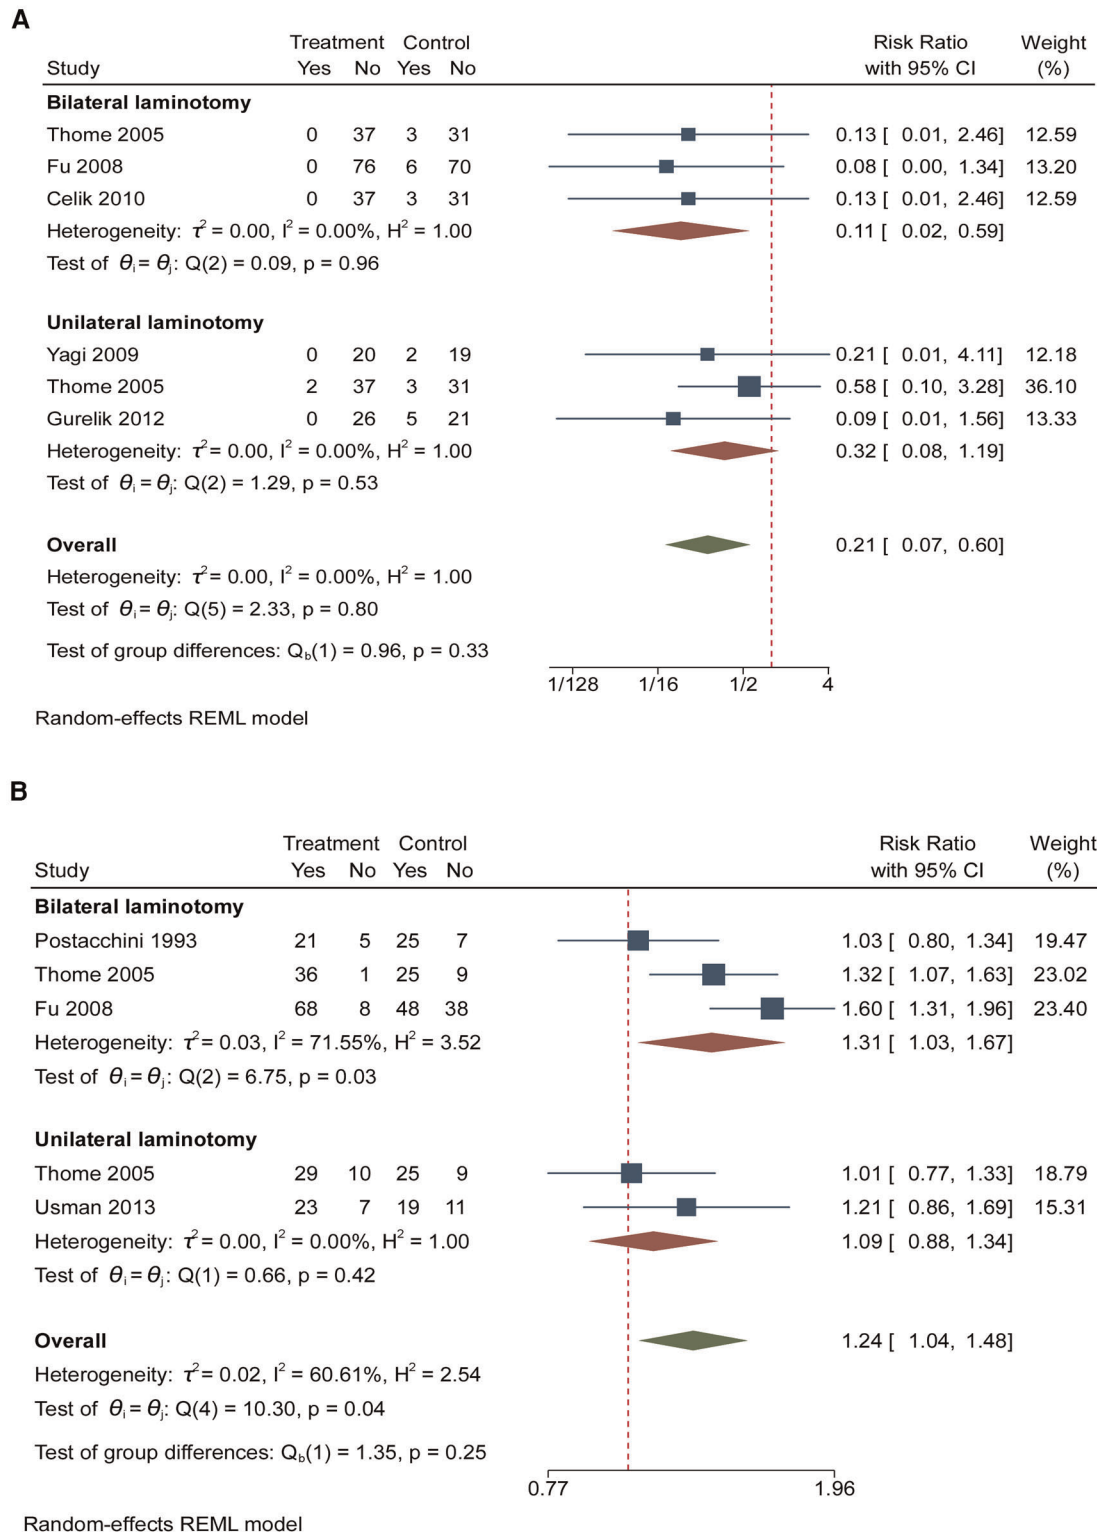 A
Treatment Control Risk Ratio Weight
Study Yes No Yes No with 95% CI (%)
Bilateral laminotomy
Thome 2005 0 37 3 31 0.13 [ 0.01, 2.46] 12.59
Fu 2008 0 76 6 70 0.08 [ 0.00, 1.34] 13.20
Celik 2010 0 37 3 31 0.13 [ 0.01, 2.46] 12.59
Heterogeneity: τ² = 0.00, I² = 0.00%, H² = 1.00 0.11 [ 0.02, 0.59]
Test of θᵢ = θⱼ: Q(2) = 0.09, p = 0.96
Unilateral laminotomy
Yagi 2009 0 20 2 19 0.21 [ 0.01, 4.11] 12.18
Thome 2005 2 37 3 31 0.58 [ 0.10, 3.28] 36.10
Gurelik 2012 0 26 5 21 0.09 [ 0.01, 1.56] 13.33
Heterogeneity: τ² = 0.00, I² = 0.00%, H² = 1.00 0.32 [ 0.08, 1.19]
Test of θᵢ = θⱼ: Q(2) = 1.29, p = 0.53
Overall 0.21 [ 0.07, 0.60]
Heterogeneity: τ² = 0.00, I² = 0.00%, H² = 1.00
Test of θᵢ = θⱼ: Q(5) = 2.33, p = 0.80
Test of group differences: Q_b(1) = 0.96, p = 0.33
1/128 1/16 1/2 4
Random-effects REML model
B
Treatment Control Risk Ratio Weight
Study Yes No Yes No with 95% CI (%)
Bilateral laminotomy
Postacchini 1993 21 5 25 7 1.03 [ 0.80, 1.34] 19.47
Thome 2005 36 1 25 9 1.32 [ 1.07, 1.63] 23.02
Fu 2008 68 8 48 38 1.60 [ 1.31, 1.96] 23.40
Heterogeneity: τ² = 0.03, I² = 71.55%, H² = 3.52 1.31 [ 1.03, 1.67]
Test of θᵢ = θⱼ: Q(2) = 6.75, p = 0.03
Unilateral laminotomy
Thome 2005 29 10 25 9 1.01 [ 0.77, 1.33] 18.79
Usman 2013 23 7 19 11 1.21 [ 0.86, 1.69] 15.31
Heterogeneity: τ² = 0.00, I² = 0.00%, H² = 1.00 1.09 [ 0.88, 1.34]
Test of θᵢ = θⱼ: Q(1) = 0.66, p = 0.42
Overall 1.24 [ 1.04, 1.48]
Heterogeneity: τ² = 0.02, I² = 60.61%, H² = 2.54
Test of θᵢ = θⱼ: Q(4) = 10.30, p = 0.04
Test of group differences: Q_b(1) = 1.35, p = 0.25
0.77 1.96
Random-effects REML model